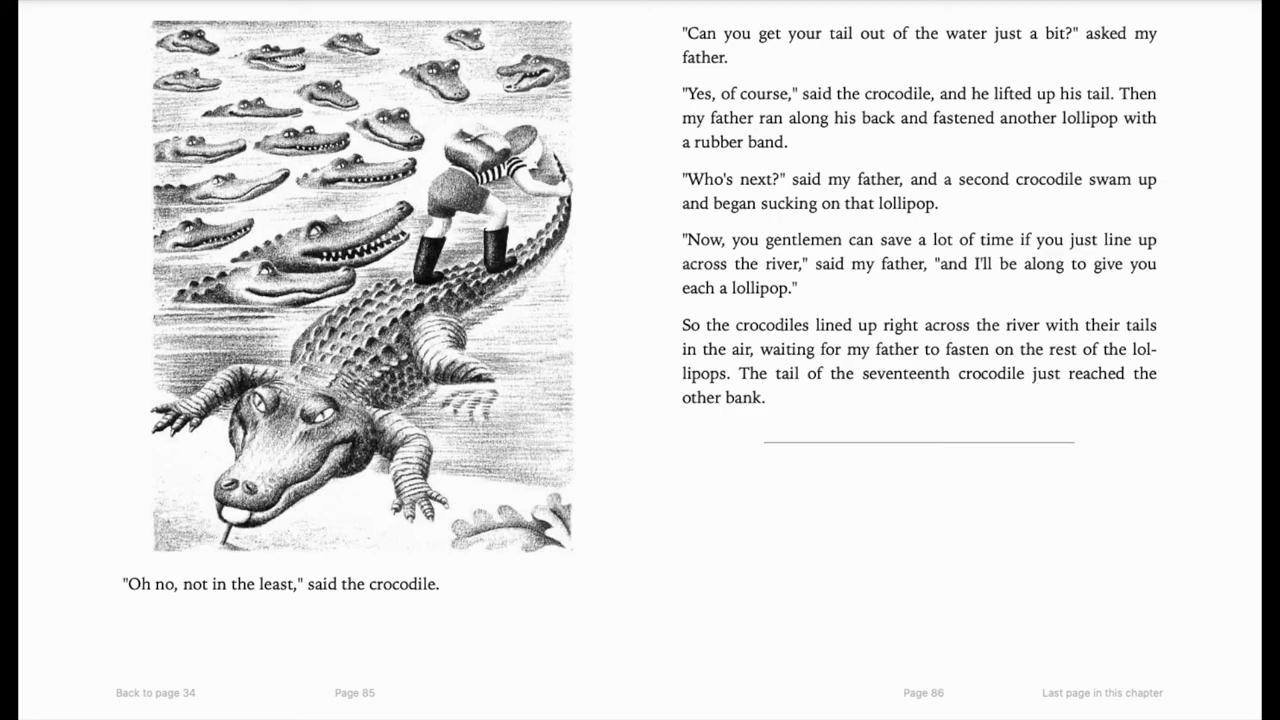 "Oh no, not in the least," said the crocodile.
Back to page 34
Page 85
"Can you get your tail out of the water just a bit?" asked my
father.
"Yes, of course," said the crocodile, and he lifted up his tail. Then
my father ran along his back and fastened another lollipop with
a rubber band.
"Who's next?" said my father, and a second crocodile swam up
and began sucking on that lollipop.
"Now, you gentlemen can save a lot of time if you just line up
across the river," said my father, "and I'll be along to give you
each a lollipop."
So the crocodiles lined up right across the river with their tails
in the air, waiting for my father to fasten on the rest of the lol-
lipops. The tail of the seventeenth crocodile just reached the
other bank.
Page 86
Last page in this chapter